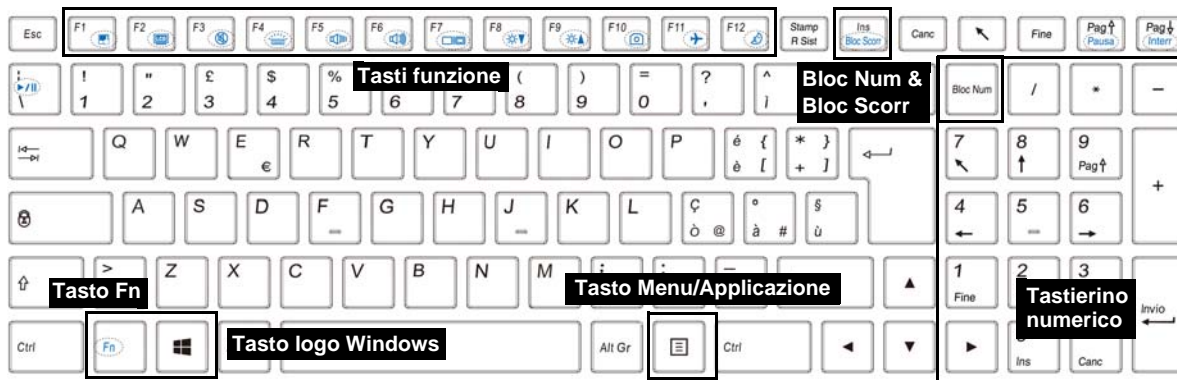 Esc F1 F2 F3 F4 F5 F6 F7 F8 F9 F10 F11 F12 Stamp Ins Canc Fine Pag Pag
R Sist Bloc Scorr Pausa Interr
! " £ $ % Tasti funzione ( ) = ? ^ Bloc Num & Bloc Num / * –
\ 1 2 3 4 5 6 7 8 9 0 ' ì Bloc Scorr
Q W E R T Y U I O P é { * } 7 8 9
€ è [ + ] Pag +
A S D F G H J K L ç ° § 4 5 6
ò @ à # ù
> Z X C V B N M ; : _ 1 2 3
Tasto Fn Tasto Menu/Applicazione Fine Tastierino Invio
Ctrl Fn Tasto logo Windows Alt Gr Ctrl numerico
Ins Canc